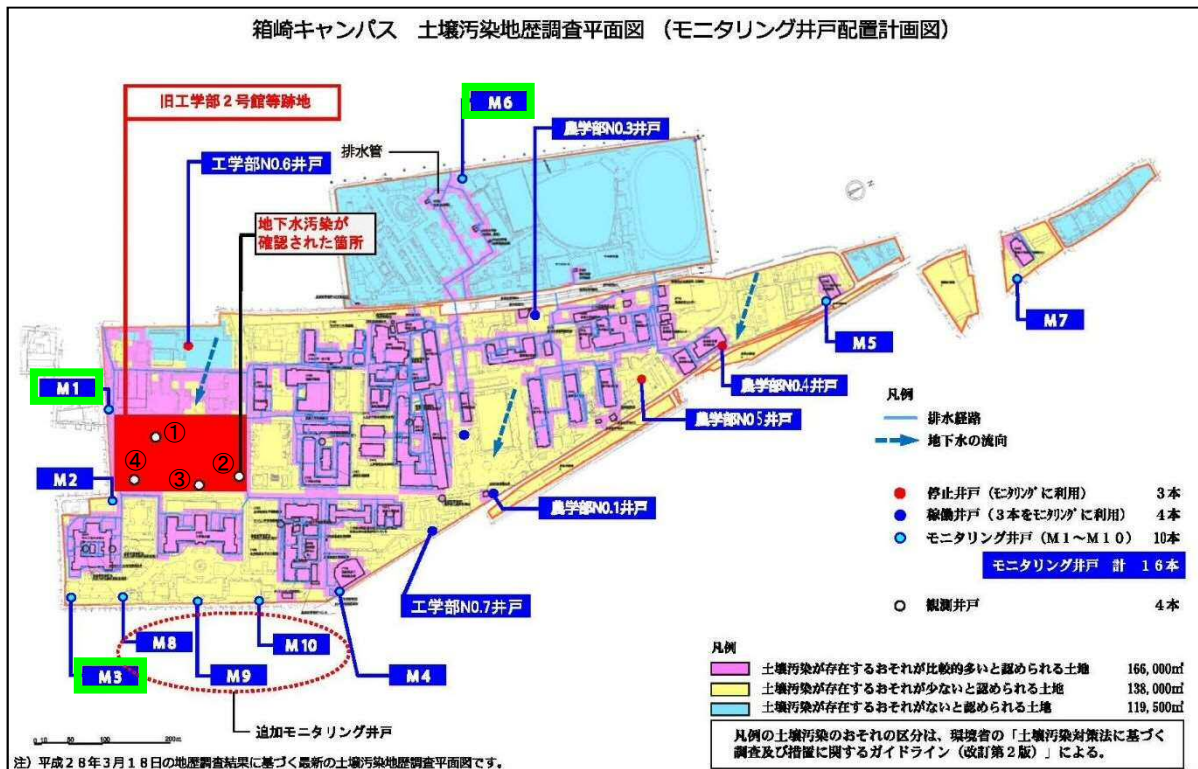 箱崎キャンパス 土壌汚染地歴調査平面図 (モニタリング井戸配置計画図)
旧工学部2号館等跡地
M6
農学部NO.3井戸
排水管
工学部NO.6井戸
地下水汚染が
確認された箇所
N
M7
M5
M1
農学部NO.4井戸
農学部NO5井戸
①
②
③
④
M2
農学部NO.1井戸
工学部NO.7井戸
M8
M10
M3
M9
M4
追加モニタリング井戸
凡例
排水経路
地下水の流向
停止井戸(モニタリングに利用) 3本
稼働井戸(3本をモニタリングに利用) 4本
モニタリング井戸(M1~M10) 10本
モニタリング井戸 計 16本
観測井戸 4本
凡例
土壌汚染が存在するおそれが比較的多いと認められる土地 166,000㎡
土壌汚染が存在するおそれが少ないと認められる土地 138,000㎡
土壌汚染が存在するおそれがないと認められる土地 119,500㎡
凡例の土壌汚染のおそれの区分は、環境省の「土壌汚染対策法に基づく
調査及び措置に関するガイドライン(改訂第2版)」による。
0 10 50 100 200m
注)平成28年3月18日の地歴調査結果に基づく最新の土壌汚染地歴調査平面図です。